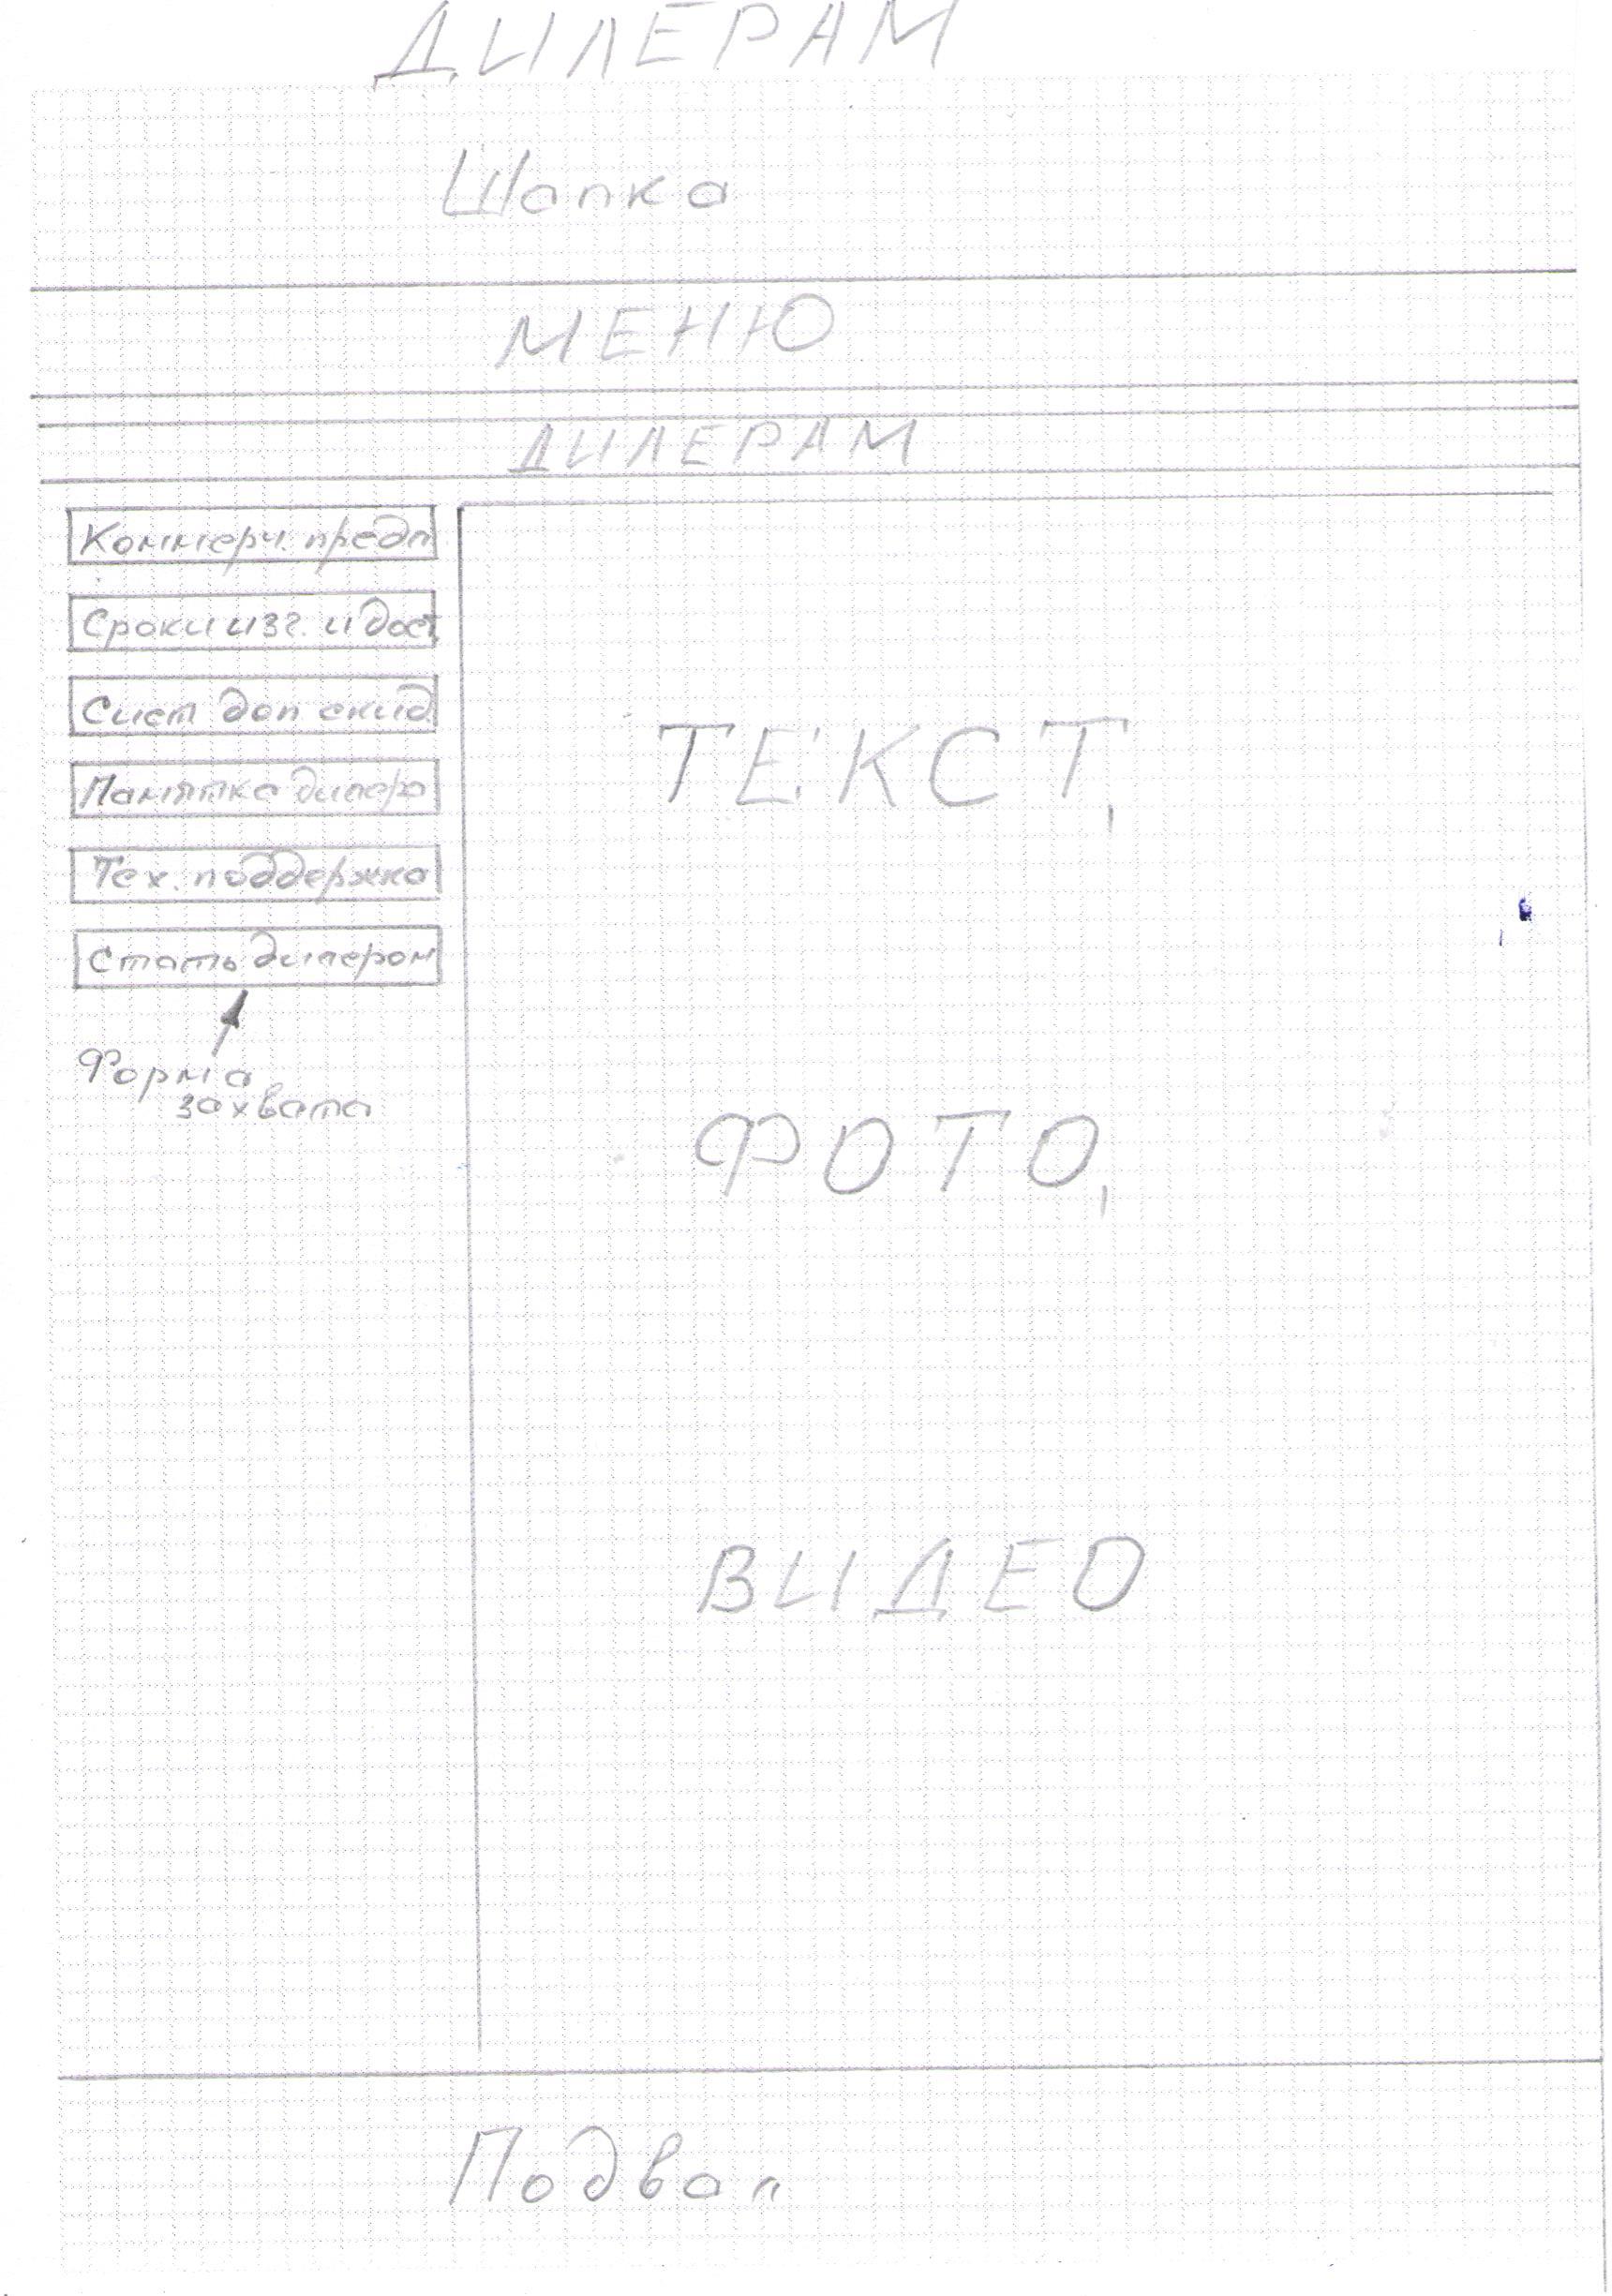 ДИЛЕРАМ
Шапка
МЕНЮ
ДИЛЕРАМ
Коммерч. предл
Сроки изг. и дост.
Сист доп скид.
Памятка дилера
Тех. поддержка
Стать дилером
Форма
захвата
ТЕКСТ,
ФОТО,
ВИДЕО
Подвал